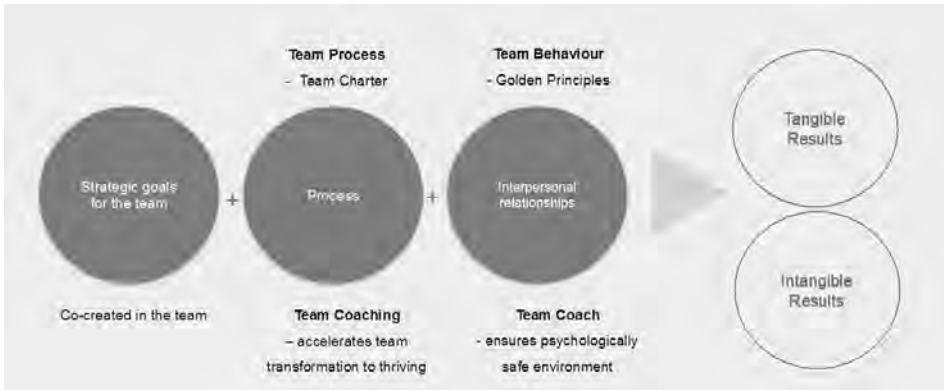 Team Process
- Team Charter
Team Behaviour
- Golden Principles
Strategic goals
for the team
+
Process
+
Interpersonal
relationships
Tangible
Results
Intangible
Results
Co-created in the team
Team Coaching
– accelerates team
transformation to thriving
Team Coach
- ensures psychologically
safe environment